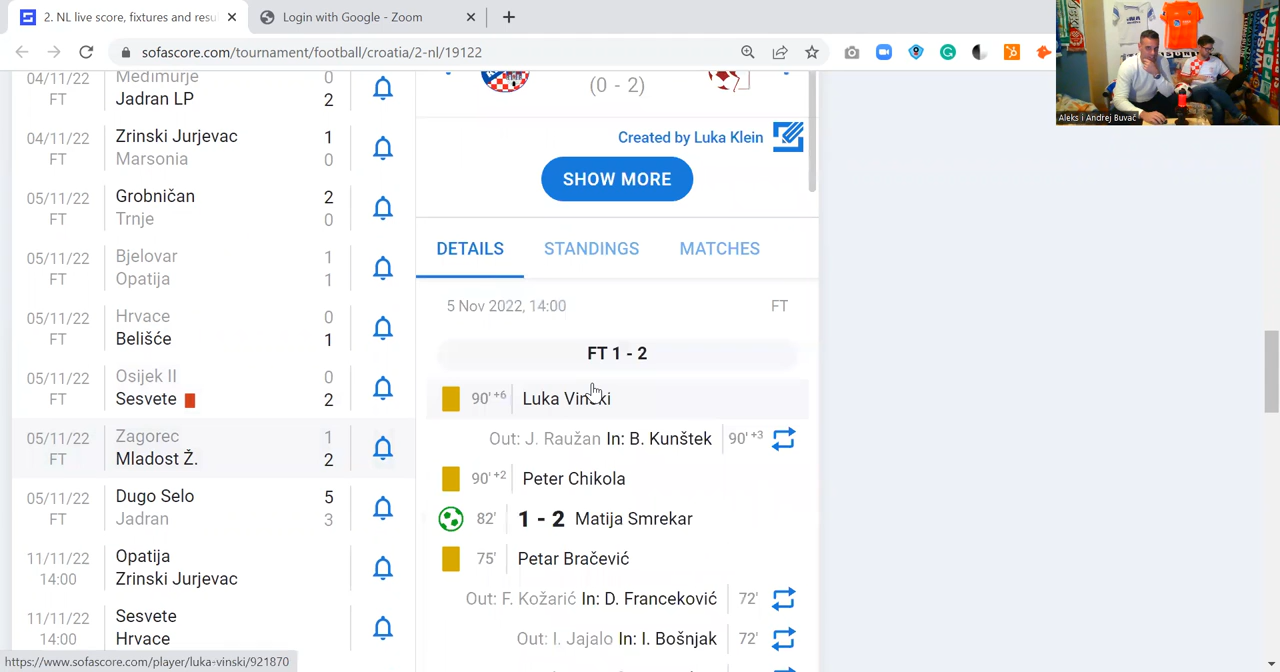 2. NL live score, fixtures and resu
Login with Google - Zoom
sofascore.com/tournament/football/croatia/2-nl/19122
Aleks i Andrej Buvač
04/11/22 Međimurje 0
FT Jadran LP 2
04/11/22 Zrinski Jurjevac 1
FT Marsonia 0
05/11/22 Grobničan 2
FT Trnje 0
05/11/22 Bjelovar 1
FT Opatija 1
05/11/22 Hrvace 0
FT Belišće 1
05/11/22 Osijek II 0
FT Sesvete 2
05/11/22 Zagorec 1
FT Mladost Ž. 2
05/11/22 Dugo Selo 5
FT Jadran 3
11/11/22 Opatija
14:00 Zrinski Jurjevac
11/11/22 Sesvete
14:00 Hrvace
(0 - 2)
Created by Luka Klein
SHOW MORE
DETAILS STANDINGS MATCHES
5 Nov 2022, 14:00 FT
FT 1 - 2
90'+6 Luka Vinski
Out: J. Raužan In: B. Kunštek 90'+3
90'+2 Peter Chikola
82' 1 - 2 Matija Smrekar
75' Petar Bračević
Out: F. Kožarić In: D. Franceković 72'
Out: I. Jajalo In: I. Bošnjak 72'
https://www.sofascore.com/player/luka-vinski/921870